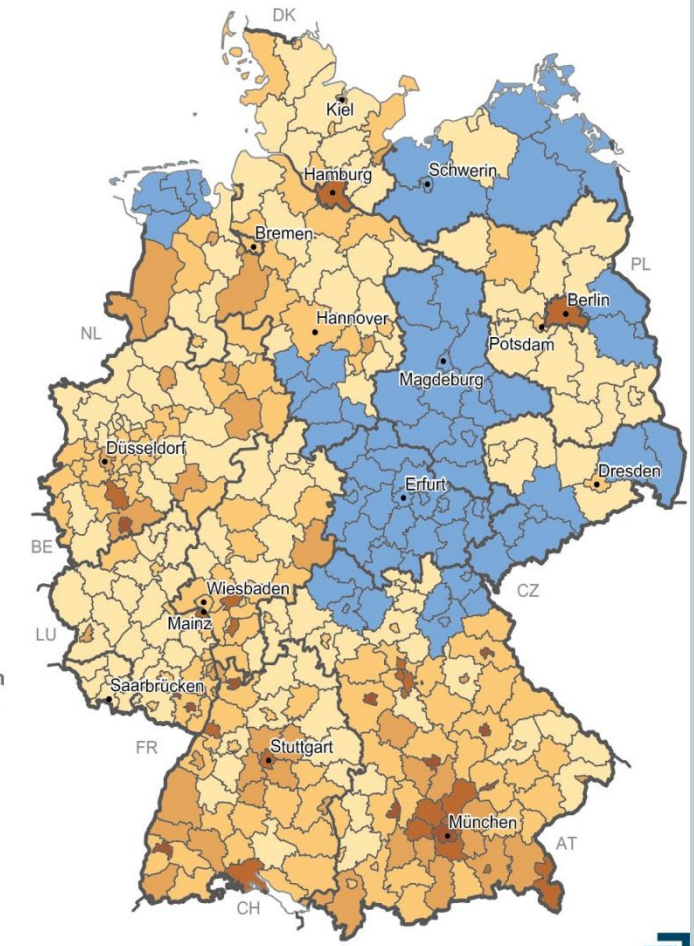 DK
Kiel
Hamburg
Schwerin
Bremen
PL
Berlin
Hannover
NL
Potsdam
Magdeburg
Düsseldorf
Dresden
Erfurt
BE
CZ
Wiesbaden
Mainz
LU
n
Saarbrücken
FR
Stuttgart
München
AT
CH